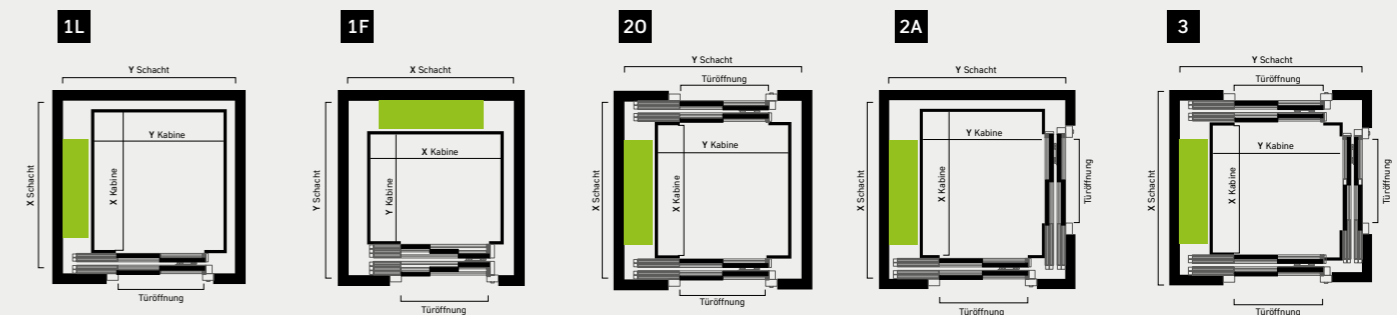 1L
Y Schacht
X Schacht
Y Kabine
X Kabine
Türöffnung
1F
X Schacht
Y Schacht
X Kabine
Y Kabine
Türöffnung
20
Y Schacht
Türöffnung
X Schacht
Y Kabine
X Kabine
Türöffnung
2A
Y Schacht
X Schacht
Y Kabine
X Kabine
Türöffnung
Türöffnung
3
Y Schacht
Türöffnung
X Schacht
Y Kabine
X Kabine
Türöffnung
Türöffnung